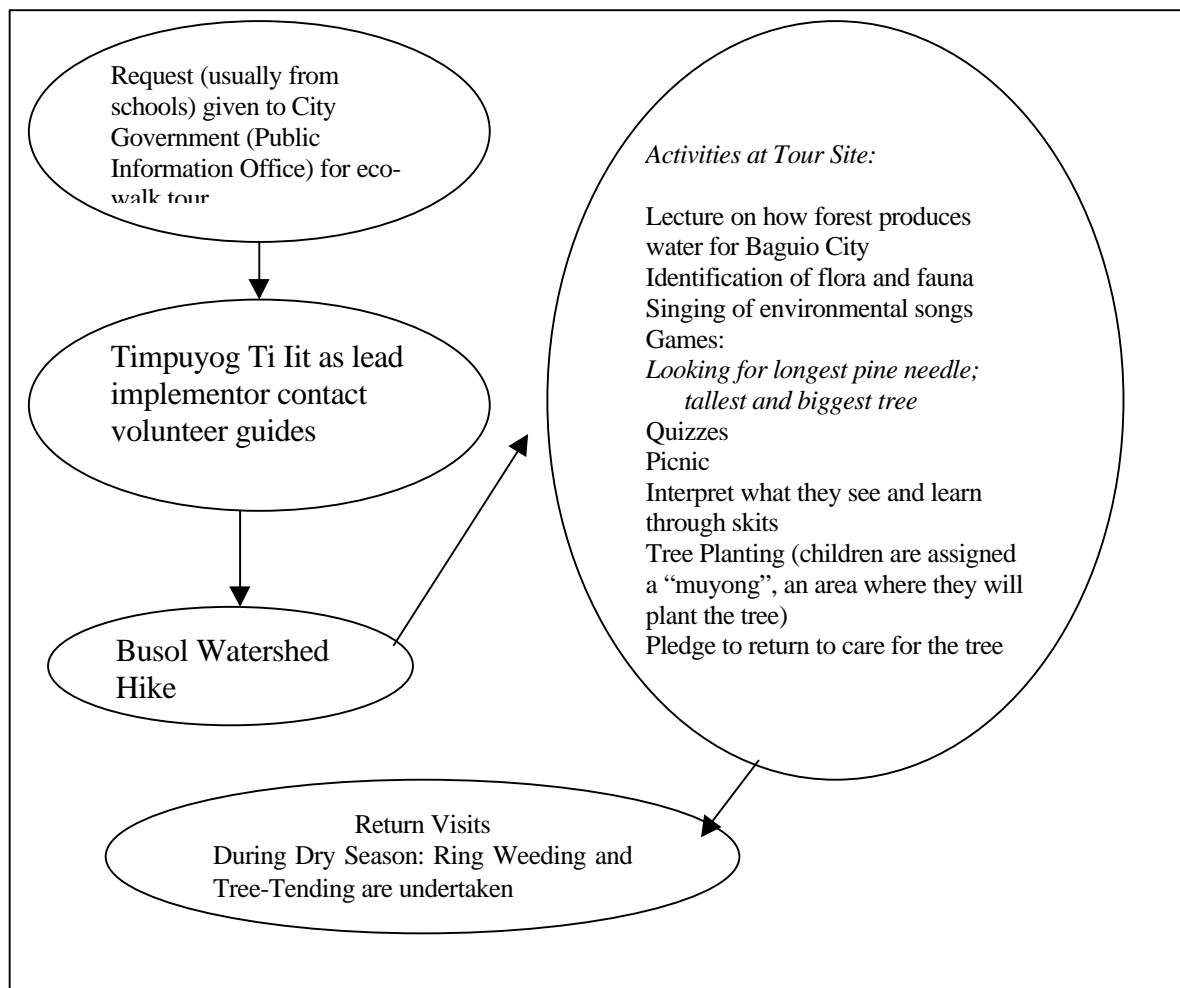 Request (usually from
schools) given to City
Government (Public
Information Office) for eco-
walk tour
Timpuyog Ti Iit as lead
implementor contact
volunteer guides
Busol Watershed
Hike
Activities at Tour Site:
Lecture on how forest produces
water for Baguio City
Identification of flora and fauna
Singing of environmental songs
Games:
Looking for longest pine needle;
tallest and biggest tree
Quizzes
Picnic
Interpret what they see and learn
through skits
Tree Planting (children are assigned
a “muyong”, an area where they will
plant the tree)
Pledge to return to care for the tree
Return Visits
During Dry Season: Ring Weeding and
Tree-Tending are undertaken